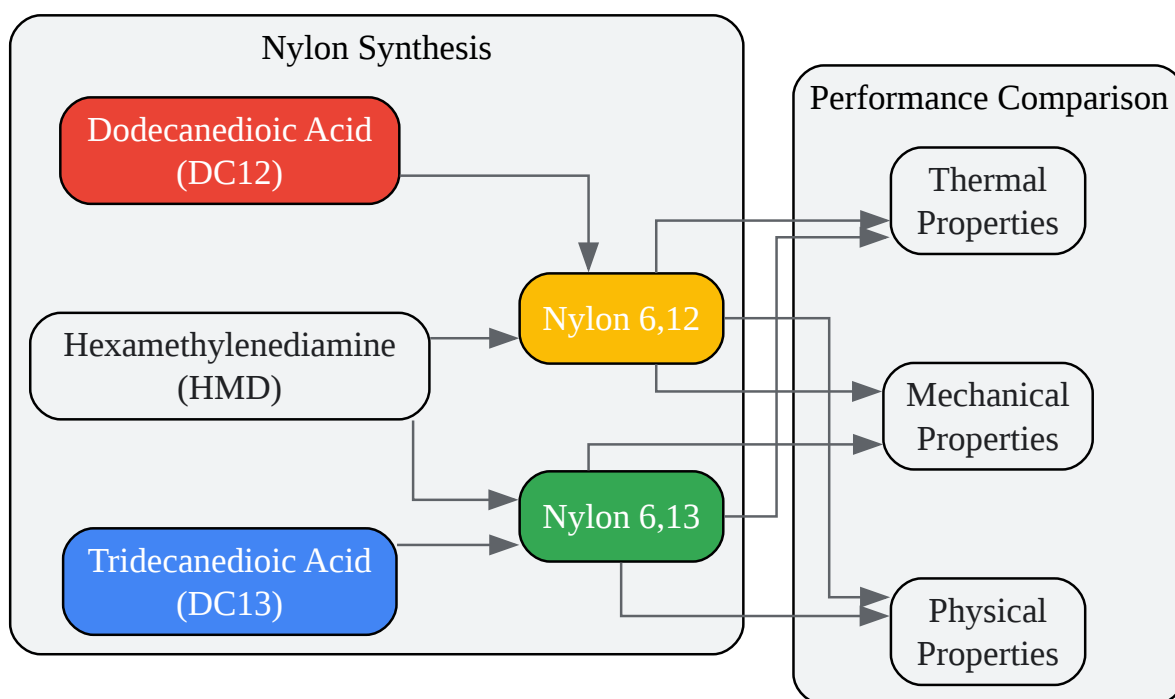 Nylon Synthesis
Dodecanedioic Acid
(DC12)
Hexamethylenediamine
(HMD)
Tridecanedioic Acid
(DC13)
Nylon 6,12
Nylon 6,13
Performance Comparison
Thermal
Properties
Mechanical
Properties
Physical
Properties